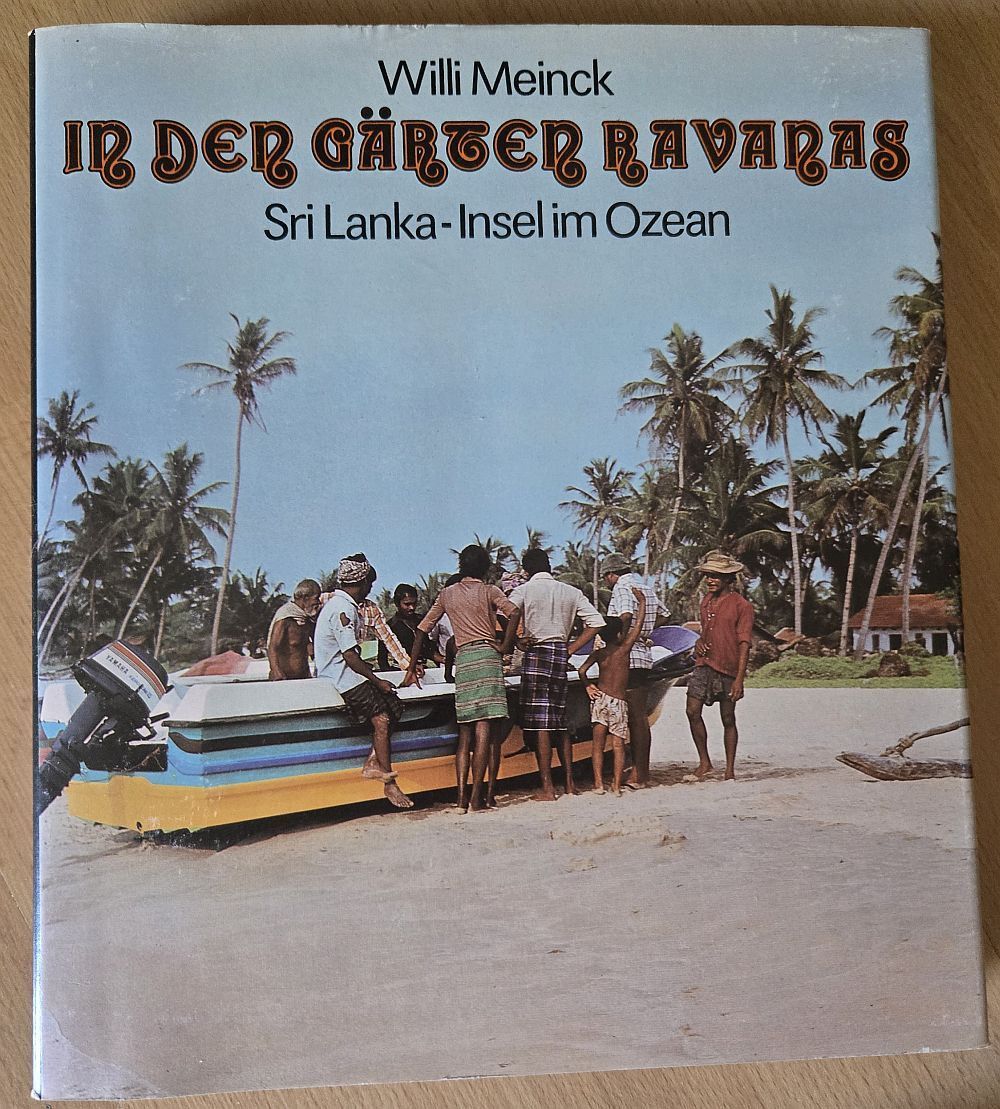 Willi Meinck
IN DEN GÄRTEN RAVANAS
Sri Lanka - Insel im Ozean
YAMAHA